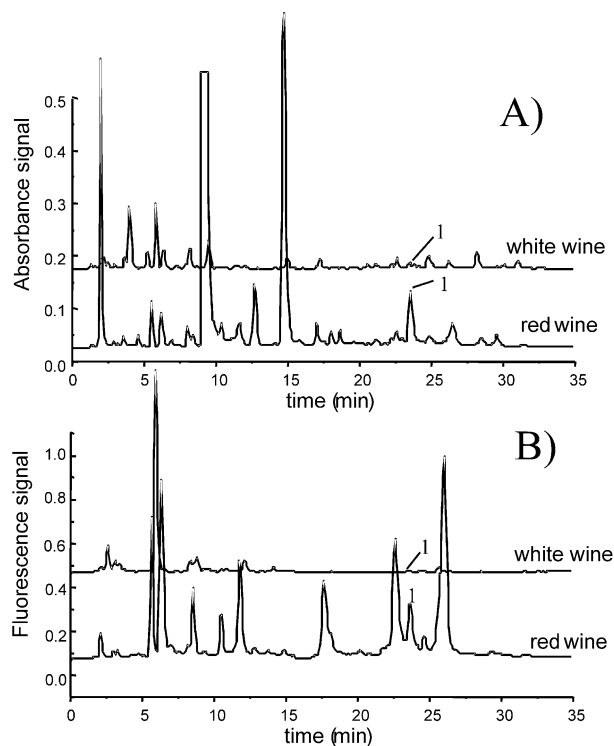 A)
Absorbance signal
0.5
0.4
0.3
0.2
0.1
0.0
1
white wine
1
red wine
0 5 10 15 20 25 30 35
time (min)
B)
Fluorescence signal
1.0
0.8
0.6
0.4
0.2
0.0
1
white wine
1
red wine
0 5 10 15 20 25 30 35
time (min)